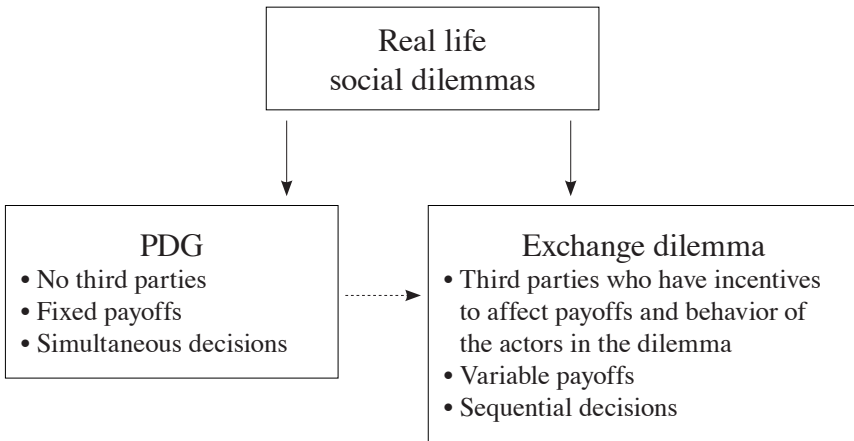 Real life
social dilemmas
PDG
• No third parties
• Fixed payoffs
• Simultaneous decisions
Exchange dilemma
• Third parties who have incentives
to affect payoffs and behavior of
the actors in the dilemma
• Variable payoffs
• Sequential decisions